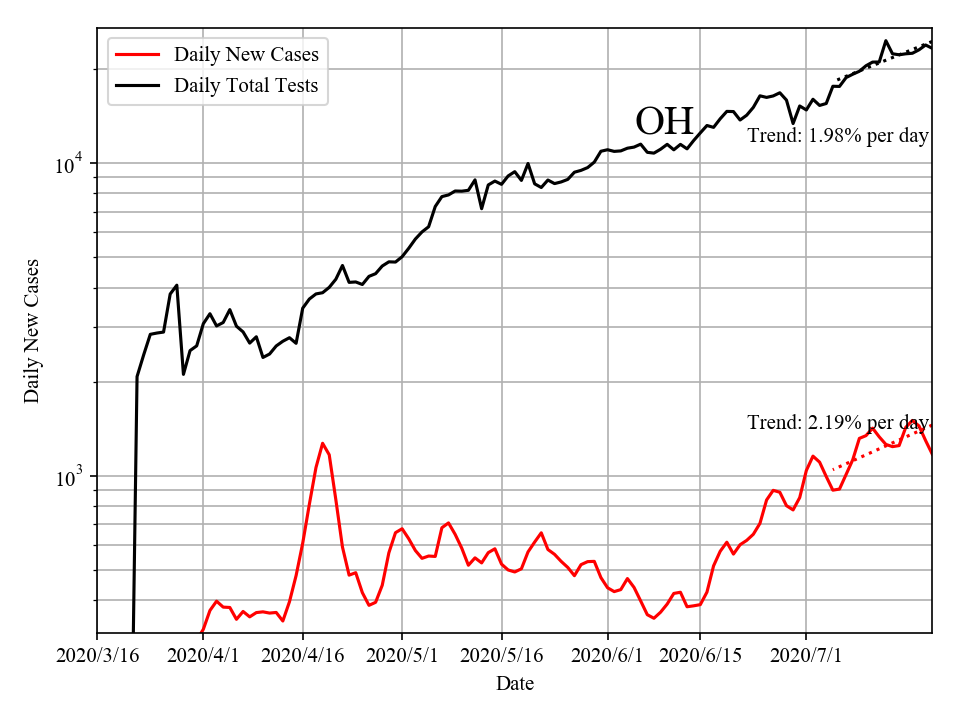 Daily New Cases
Daily Total Tests
OH
Trend: 1.98% per day
Trend: 2.19% per day
10^4
10^3
Daily New Cases
2020/3/16 2020/4/1 2020/4/16 2020/5/1 2020/5/16 2020/6/1 2020/6/15 2020/7/1
Date